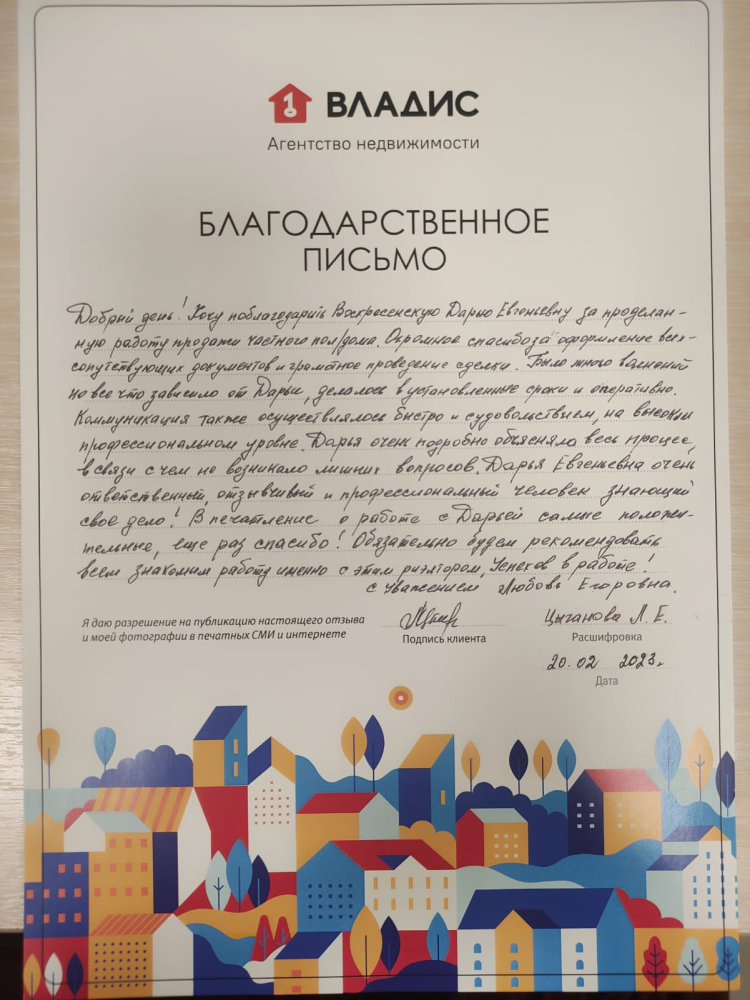 ВЛАДИС
Агентство недвижимости
БЛАГОДАРСТВЕННОЕ
ПИСЬМО
Добрый день! Хочу поблагодарить Воскресенскую Дарью Евгеньевну за проделан-
ную работу продажи частного пол/дома. Огромное спасибо за оформление всех
сопутствующих документов и грамотное проведение сделки. Было много волнений
но все что зависело от Дарьи, делалось в установленные сроки и оперативно.
Коммуникация также осуществлялось быстро и судовольствием, на высоком
профессиональном уровне. Дарья очень подробно объясняла весь процес,
в связи с чем не возникало лишних вопросов. Дарья Евгеньевна очень
ответственный, отзывчивый и профессиональный человек знающий
свое дело! Впечатление о работе с Дарьей самые положи-
тельные, еще раз спасибо! Обязательно будем рекомендовать
всем знакомым работу именно с этим риэлтором, Успехов в работе!
с Уважением Любовь Егоровна.
Я даю разрешение на публикацию настоящего отзыва
и моей фотографии в печатных СМИ и интернете
Подпись клиента
Цыганова Л. Е.
Расшифровка
20.02 2023г
Дата